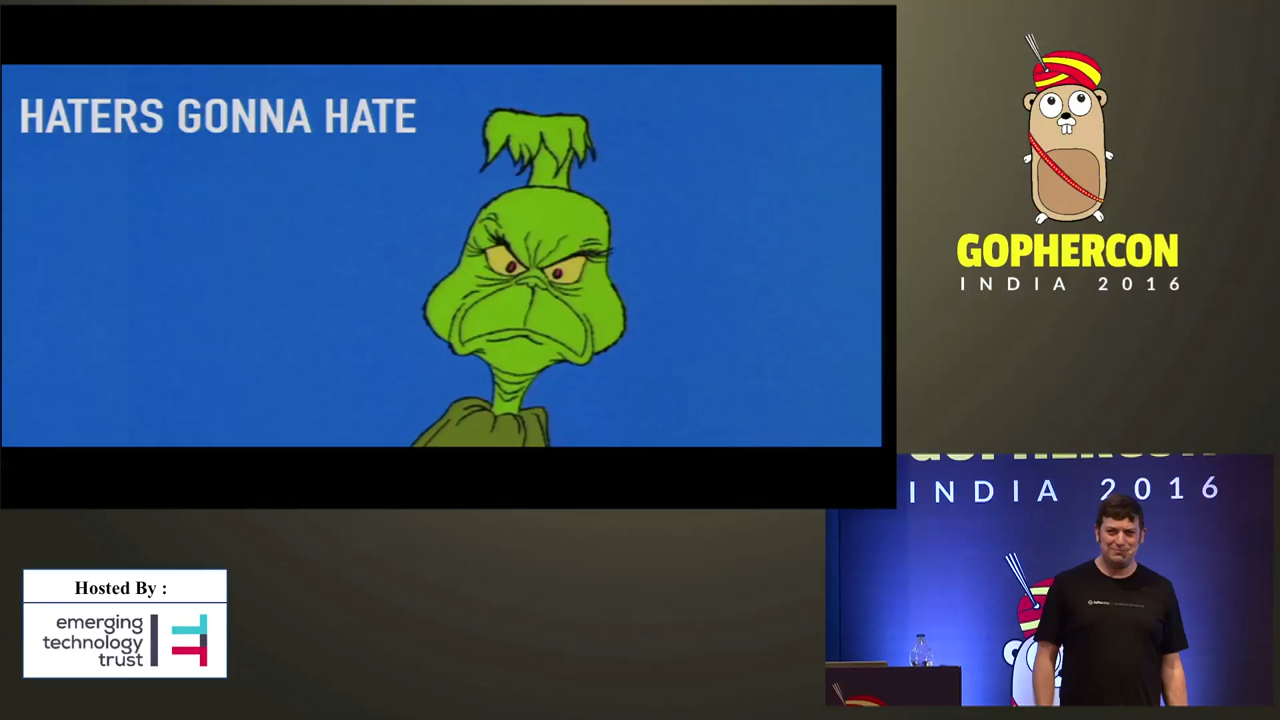 HATERS GONNA HATE
GOPHERCON
INDIA 2016
INDIA 2016
Hosted By :
emerging
technology
trust